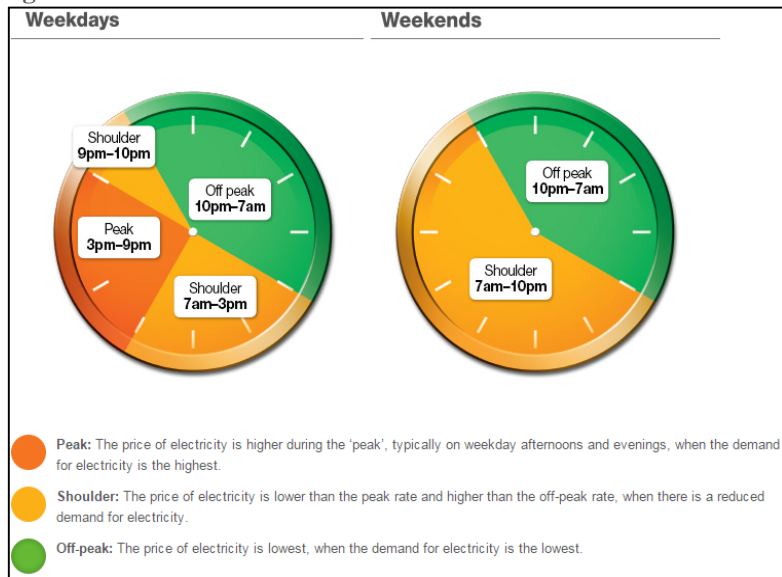 Weekdays
Weekends
Shoulder
9pm–10pm
Off peak
10pm–7am
Peak
3pm–9pm
Shoulder
7am–3pm
Off peak
10pm–7am
Shoulder
7am–10pm
Peak: The price of electricity is higher during the ‘peak’, typically on weekday afternoons and evenings, when the demand
for electricity is the highest.
Shoulder: The price of electricity is lower than the peak rate and higher than the off-peak rate, when there is a reduced
demand for electricity.
Off-peak: The price of electricity is lowest, when the demand for electricity is the lowest.